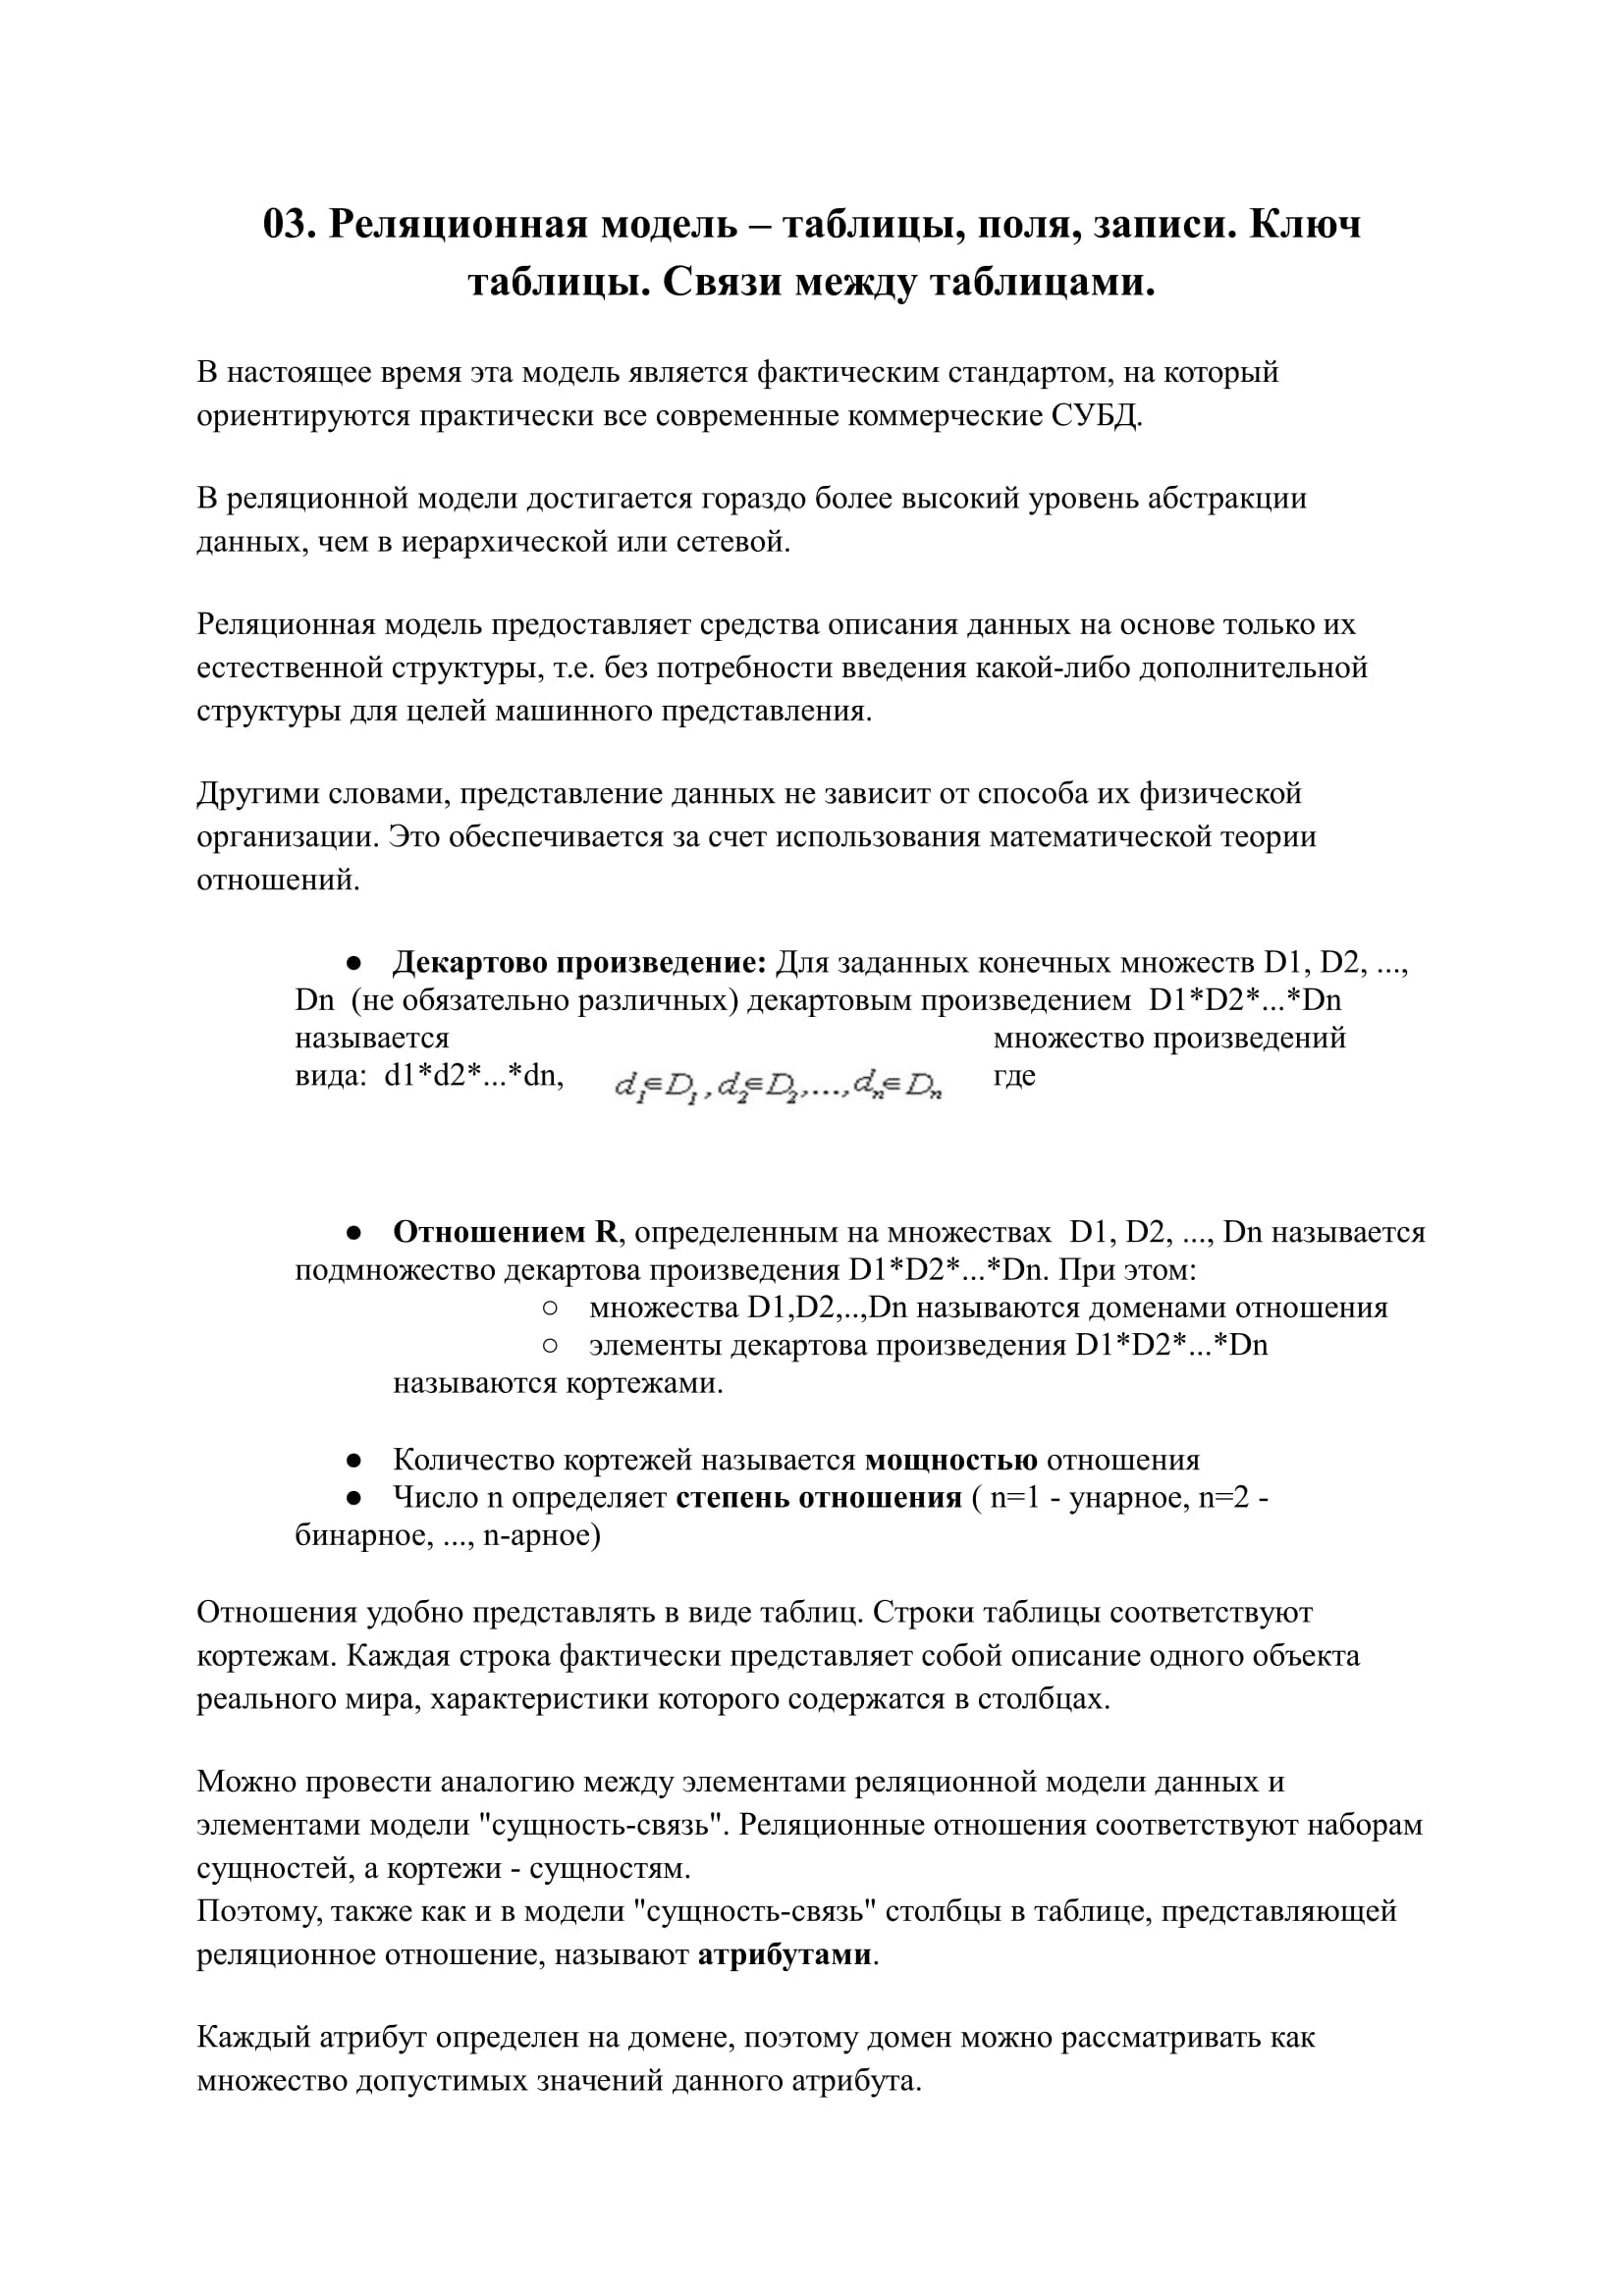 03. Реляционная модель – таблицы, поля, записи. Ключ
таблицы. Связи между таблицами.
В настоящее время эта модель является фактическим стандартом, на который
ориентируются практически все современные коммерческие СУБД.
В реляционной модели достигается гораздо более высокий уровень абстракции
данных, чем в иерархической или сетевой.
Реляционная модель предоставляет средства описания данных на основе только их
естественной структуры, т.е. без потребности введения какой-либо дополнительной
структуры для целей машинного представления.
Другими словами, представление данных не зависит от способа их физической
организации. Это обеспечивается за счет использования математической теории
отношений.
● Декартово произведение: Для заданных конечных множеств D1, D2, ...,
Dn (не обязательно различных) декартовым произведением D1*D2*...*Dn
называется множество произведений
вида: d1*d2*...*dn, d₁∈D₁, d₂∈D₂,...,dₙ∈Dₙ где
● Отношением R, определенным на множествах D1, D2, ..., Dn называется
подмножество декартова произведения D1*D2*...*Dn. При этом:
○ множества D1,D2,..,Dn называются доменами отношения
○ элементы декартова произведения D1*D2*...*Dn
называются кортежами.
● Количество кортежей называется мощностью отношения
● Число n определяет степень отношения ( n=1 - унарное, n=2 -
бинарное, ..., n-арное)
Отношения удобно представлять в виде таблиц. Строки таблицы соответствуют
кортежам. Каждая строка фактически представляет собой описание одного объекта
реального мира, характеристики которого содержатся в столбцах.
Можно провести аналогию между элементами реляционной модели данных и
элементами модели "сущность-связь". Реляционные отношения соответствуют наборам
сущностей, а кортежи - сущностям.
Поэтому, также как и в модели "сущность-связь" столбцы в таблице, представляющей
реляционное отношение, называют атрибутами.
Каждый атрибут определен на домене, поэтому домен можно рассматривать как
множество допустимых значений данного атрибута.